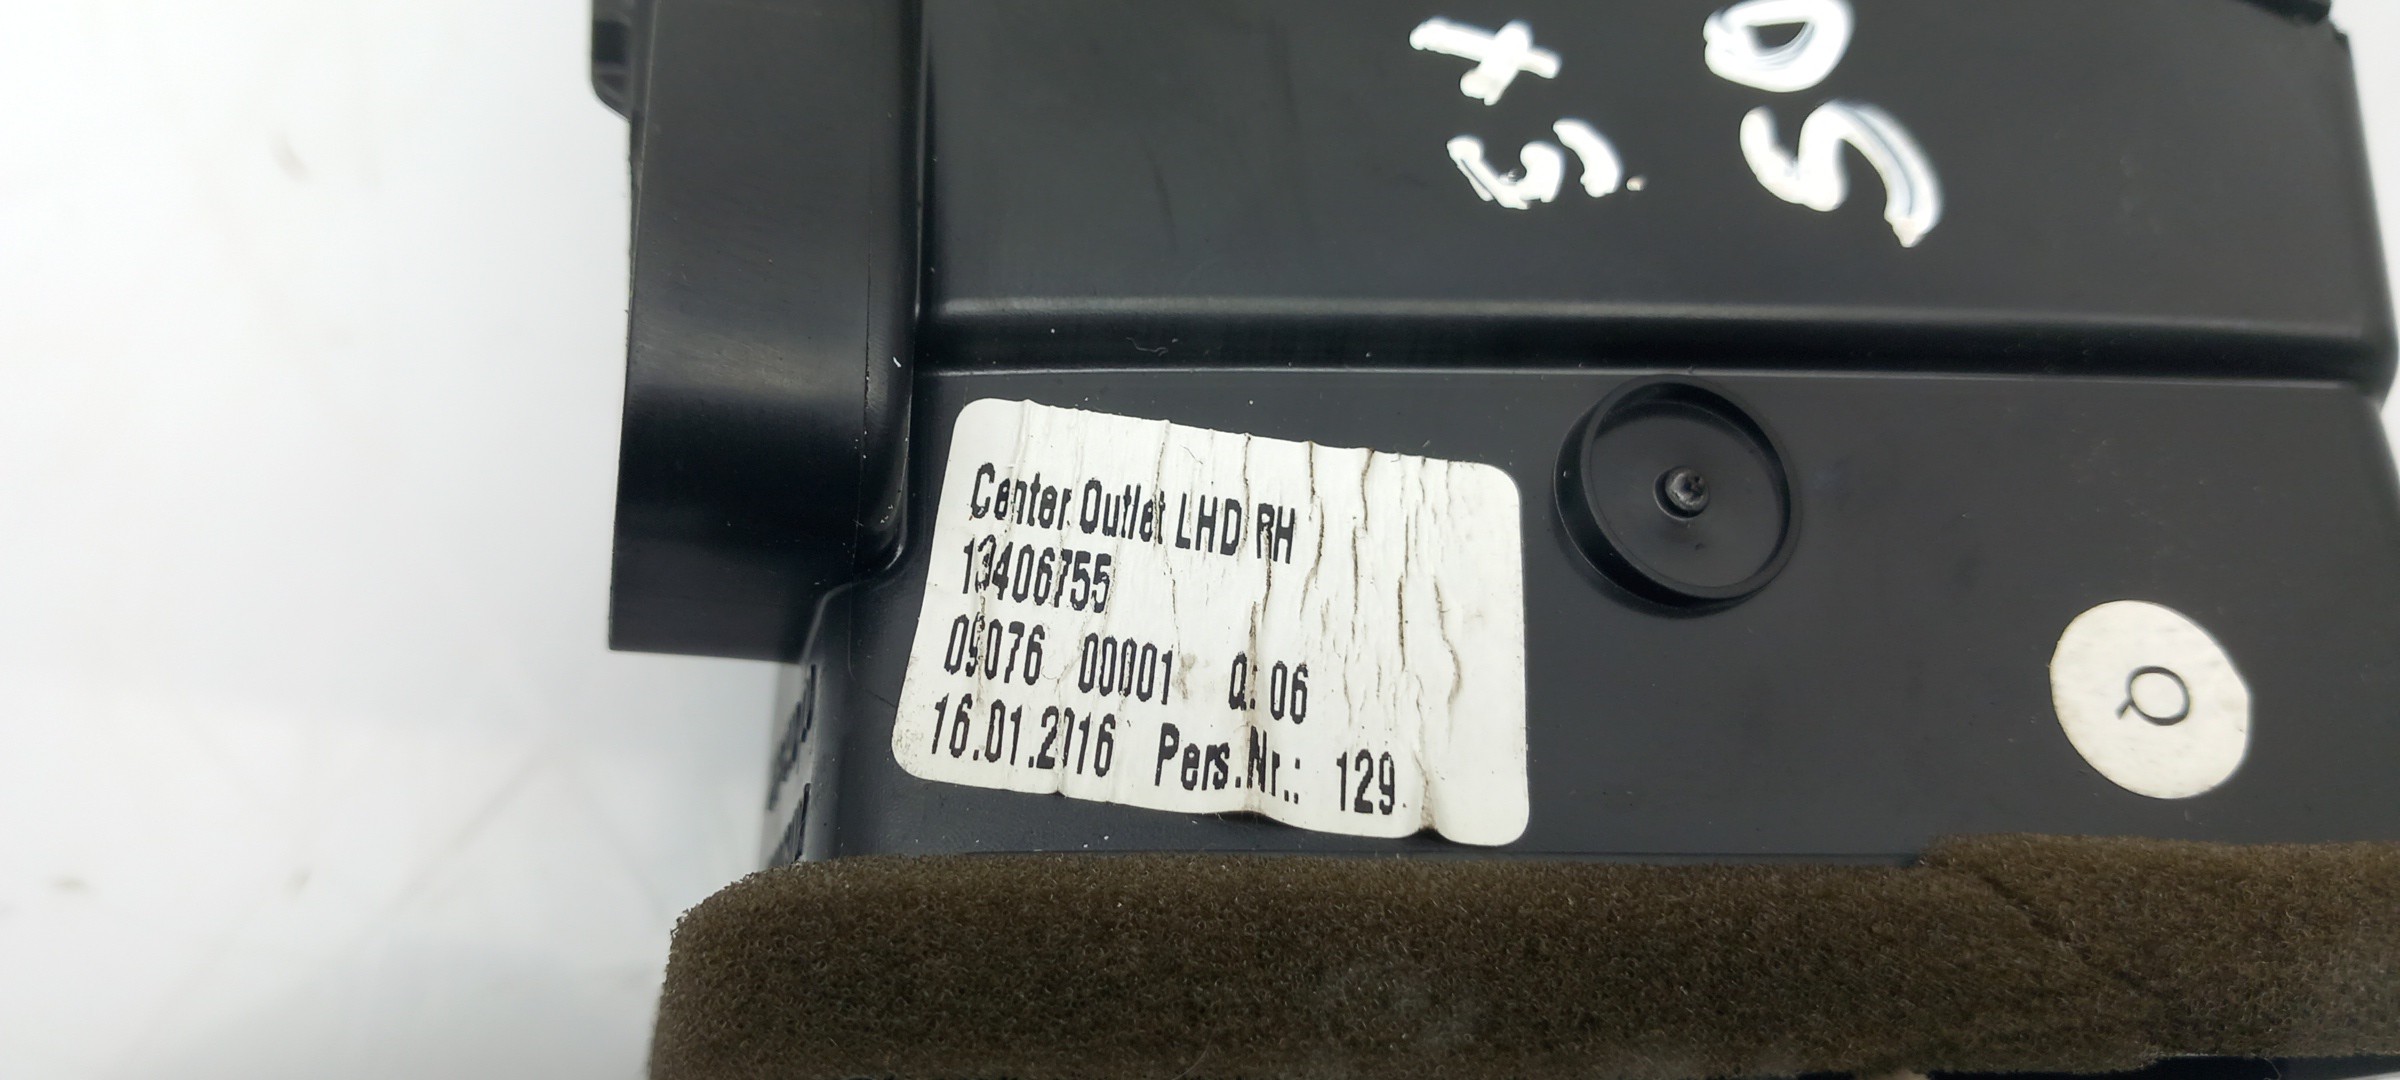 Center Outlet LHD RH
13406755
09076 00001 Q: 06
16.01.2016 Pers.Nr.: 129
Q